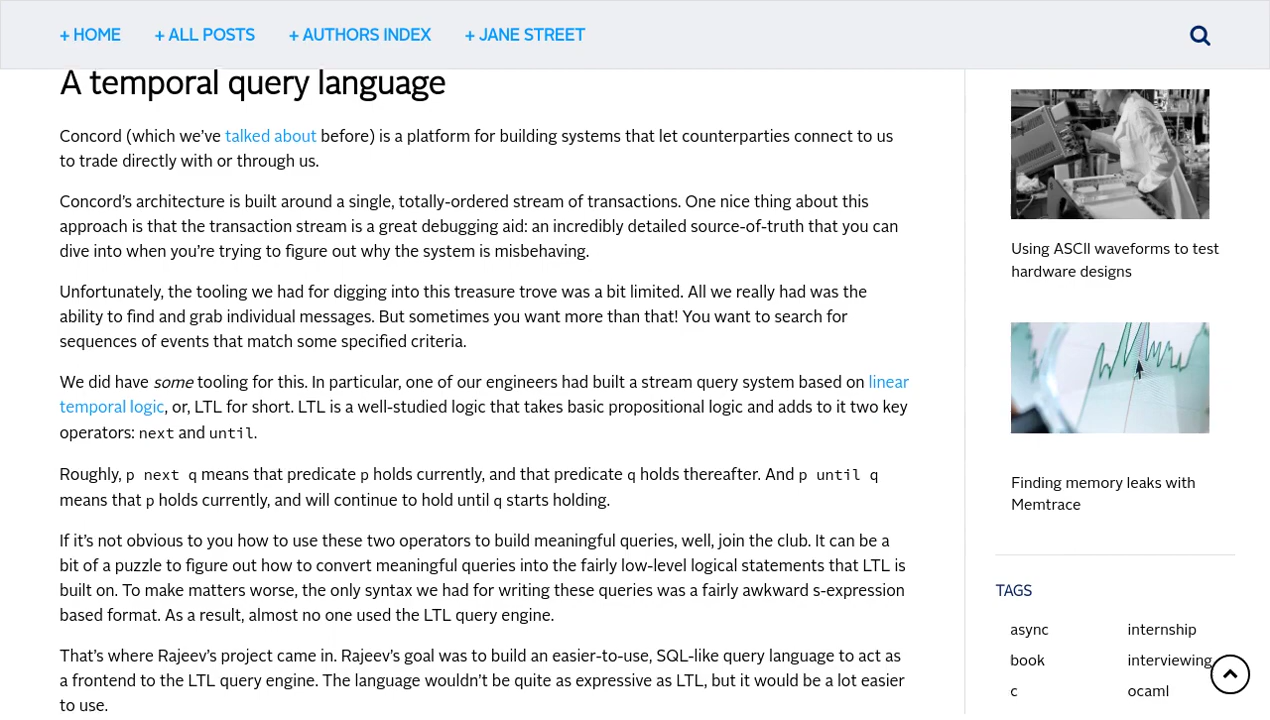 + HOME + ALL POSTS + AUTHORS INDEX + JANE STREET
A temporal query language
Concord (which we’ve talked about before) is a platform for building systems that let counterparties connect to us
to trade directly with or through us.
Concord’s architecture is built around a single, totally-ordered stream of transactions. One nice thing about this
approach is that the transaction stream is a great debugging aid: an incredibly detailed source-of-truth that you can
dive into when you’re trying to figure out why the system is misbehaving.
Unfortunately, the tooling we had for digging into this treasure trove was a bit limited. All we really had was the
ability to find and grab individual messages. But sometimes you want more than that! You want to search for
sequences of events that match some specified criteria.
We did have some tooling for this. In particular, one of our engineers had built a stream query system based on linear
temporal logic, or, LTL for short. LTL is a well-studied logic that takes basic propositional logic and adds to it two key
operators: next and until.
Roughly, p next q means that predicate p holds currently, and that predicate q holds thereafter. And p until q
means that p holds currently, and will continue to hold until q starts holding.
If it’s not obvious to you how to use these two operators to build meaningful queries, well, join the club. It can be a
bit of a puzzle to figure out how to convert meaningful queries into the fairly low-level logical statements that LTL is
built on. To make matters worse, the only syntax we had for writing these queries was a fairly awkward s-expression
based format. As a result, almost no one used the LTL query engine.
That’s where Rajeev’s project came in. Rajeev’s goal was to build an easier-to-use, SQL-like query language to act as
a frontend to the LTL query engine. The language wouldn’t be quite as expressive as LTL, but it would be a lot easier
to use.
Using ASCII waveforms to test
hardware designs
Finding memory leaks with
Memtrace
TAGS
async internship
book interviewing
c ocaml